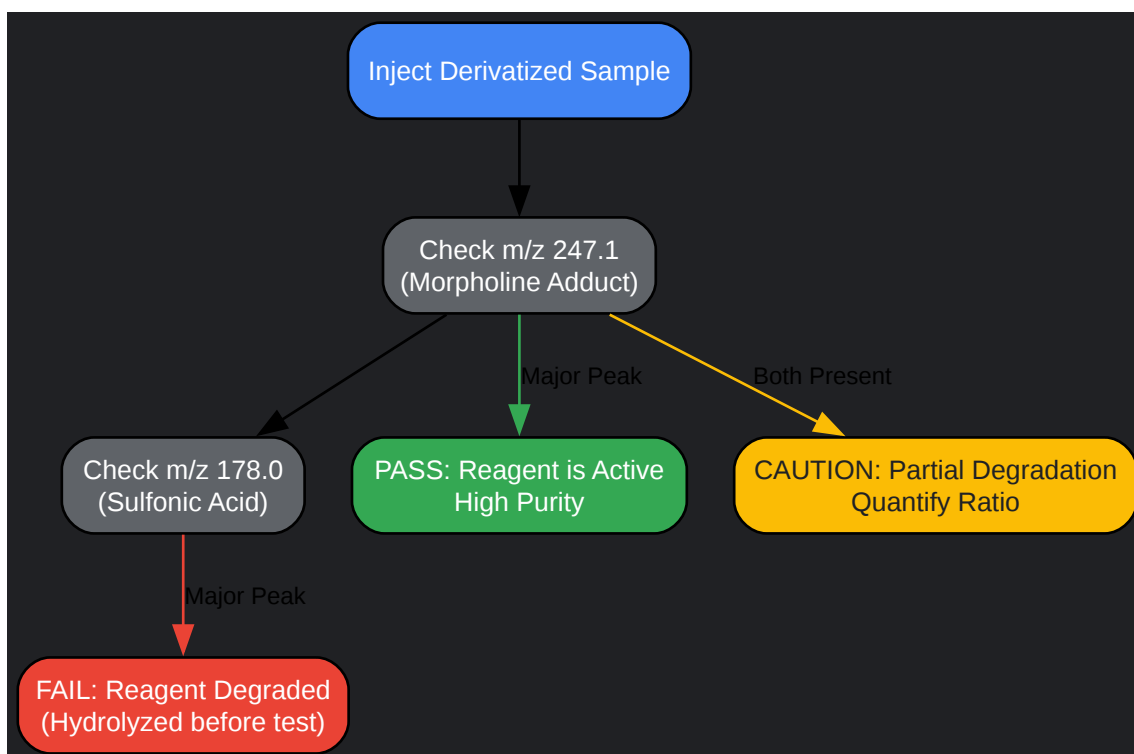 Inject Derivatized Sample
Check m/z 247.1
(Morpholine Adduct)
Major Peak
Both Present
Check m/z 178.0
(Sulfonic Acid)
PASS: Reagent is Active
High Purity
CAUTION: Partial Degradation
Quantify Ratio
Major Peak
FAIL: Reagent Degraded
(Hydrolyzed before test)